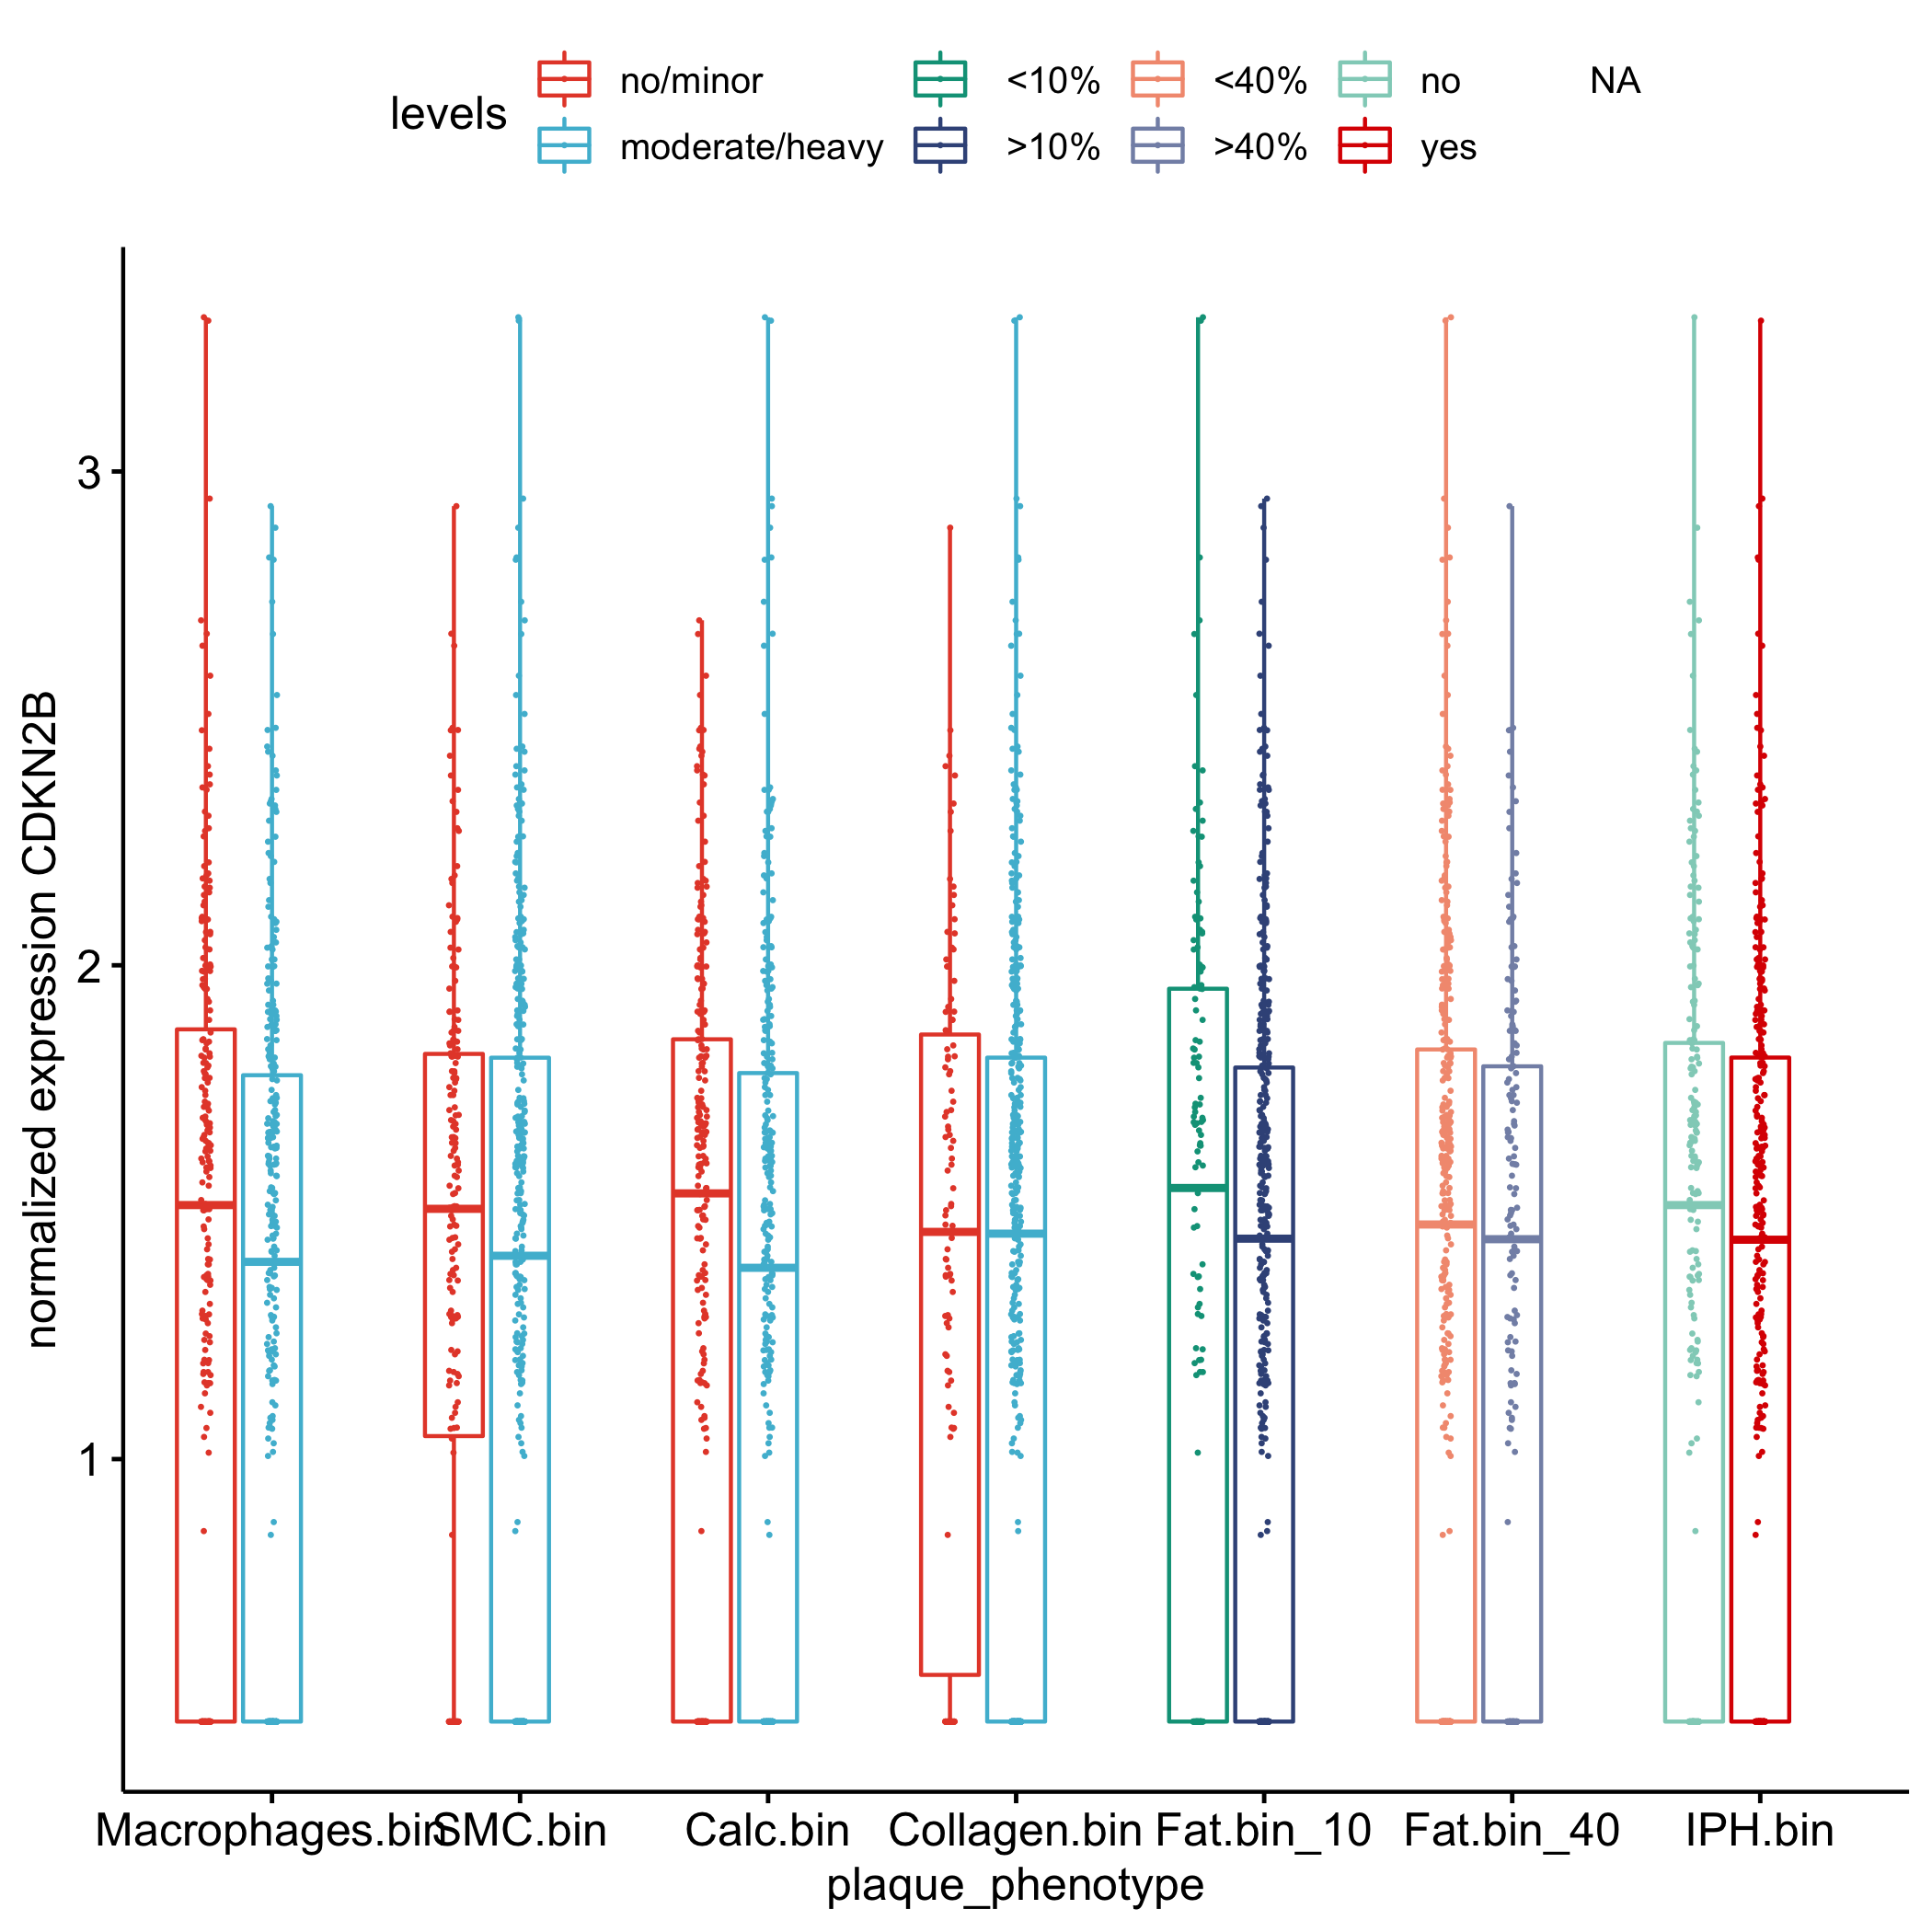 levels
no/minor <10% <40% no NA
moderate/heavy >10% >40% yes
normalized expression CDKN2B
3
2
1
Macrophages.bin SMC.bin Calc.bin Collagen.bin Fat.bin_10 Fat.bin_40 IPH.bin
plaque_phenotype